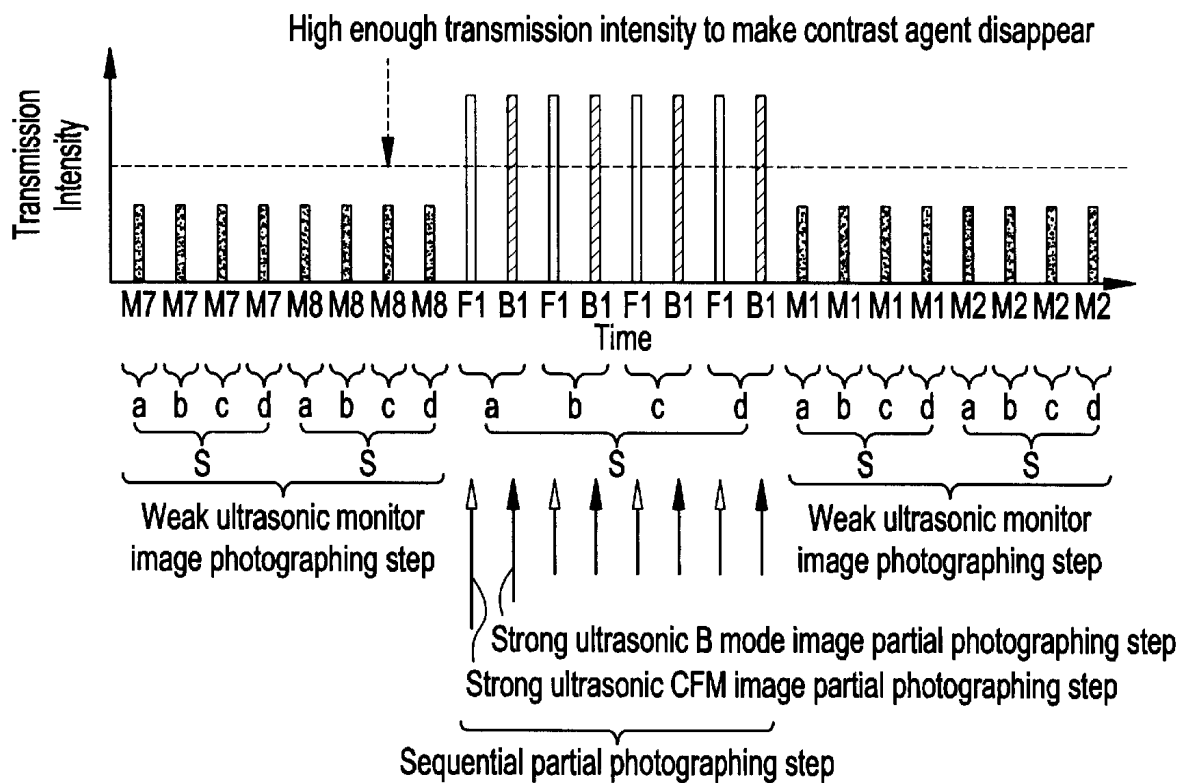 High enough transmission intensity to make contrast agent disappear
Transmission
Intensity
M7 M7 M7 M7 M8 M8 M8 M8 F1 B1 F1 B1 F1 B1 F1 B1 M1 M1 M1 M1 M2 M2 M2 M2
Time
a b c d a b c d a b c d a b c d a b c d
S S S S S
Weak ultrasonic monitor
image photographing step
Weak ultrasonic monitor
image photographing step
Strong ultrasonic B mode image partial photographing step
Strong ultrasonic CFM image partial photographing step
Sequential partial photographing step